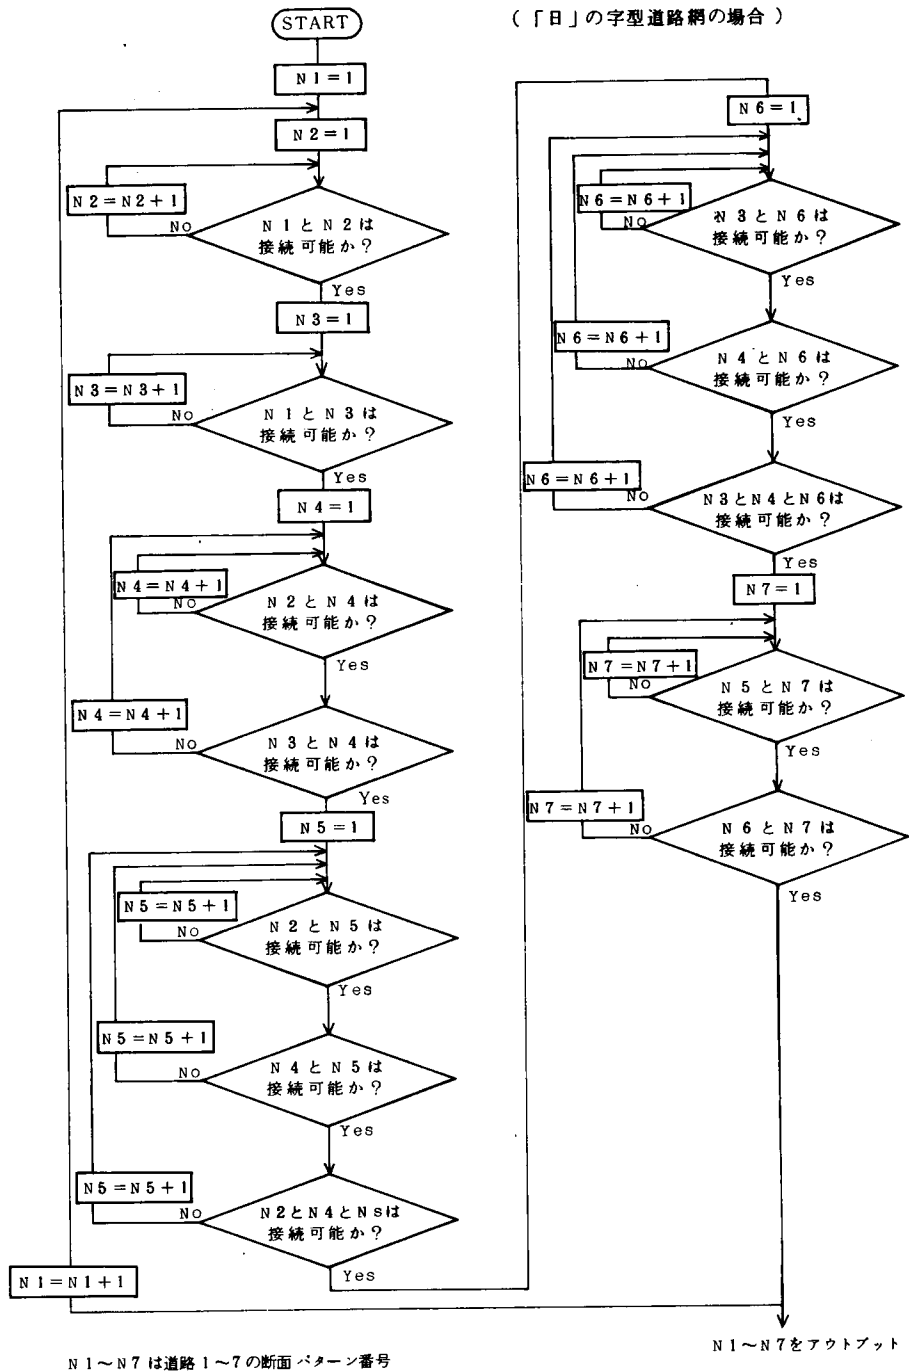 (「日」の字型道路網の場合)
START
N1=1
N2=1
N2=N2+1
No
N1とN2は
接続可能か?
Yes
N3=1
N3=N3+1
No
N1とN3は
接続可能か?
Yes
N4=1
N4=N4+1
No
N2とN4は
接続可能か?
Yes
N4=N4+1
No
N3とN4は
接続可能か?
Yes
N5=1
N5=N5+1
No
N2とN5は
接続可能か?
Yes
N5=N5+1
No
N4とN5は
接続可能か?
Yes
N5=N5+1
No
N2とN4とNsは
接続可能か?
Yes
N1=N1+1
N6=1
N6=N6+1
No
N3とN6は
接続可能か?
Yes
N6=N6+1
No
N4とN6は
接続可能か?
Yes
N6=N6+1
No
N3とN4とN6は
接続可能か?
Yes
N7=1
N7=N7+1
No
N5とN7は
接続可能か?
Yes
N7=N7+1
No
N6とN7は
接続可能か?
Yes
N1~N7をアウトプット
N1~N7は道路1~7の断面パターン番号